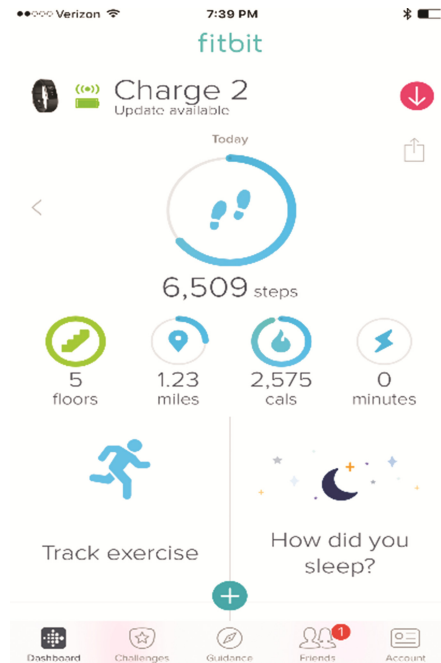 Verizon 7:39 PM
fitbit
Charge 2
Update available
Today
6,509 steps
5 1.23 2,575 0
floors miles cals minutes
Track exercise
How did you
sleep?
1
Dashboard Challenges Guidance Friends Account